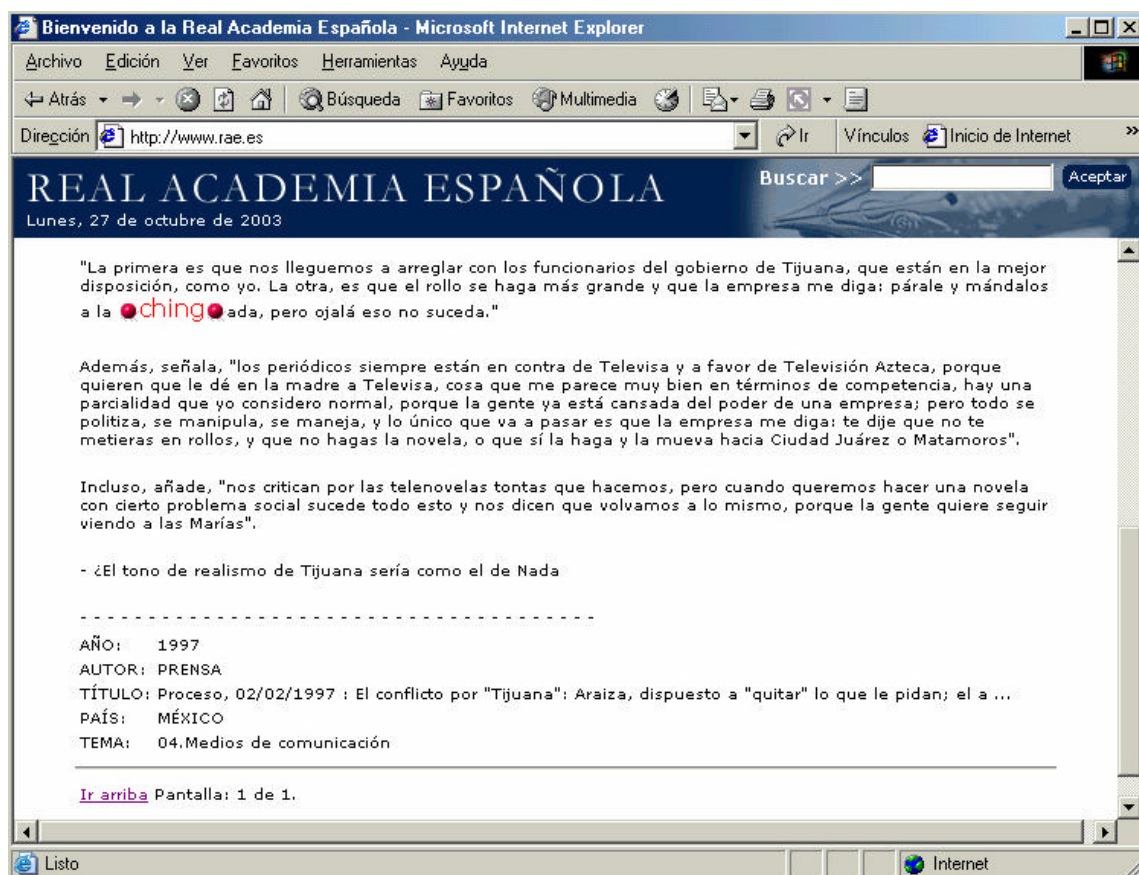 Bienvenido a la Real Academia Española - Microsoft Internet Explorer
Archivo Edición Ver Favoritos Herramientas Ayuda
Atrás Búsqueda Favoritos Multimedia
Dirección http://www.rae.es Ir Vínculos Inicio de Internet »
REAL ACADEMIA ESPAÑOLA Buscar >> Aceptar
Lunes, 27 de octubre de 2003
"La primera es que nos lleguemos a arreglar con los funcionarios del gobierno de Tijuana, que están en la mejor
disposición, como yo. La otra, es que el rollo se haga más grande y que la empresa me diga: párale y mándalos
a la chingada, pero ojalá eso no suceda."
Además, señala, "los periódicos siempre están en contra de Televisa y a favor de Televisión Azteca, porque
quieren que le dé en la madre a Televisa, cosa que me parece muy bien en términos de competencia, hay una
parcialidad que yo considero normal, porque la gente ya está cansada del poder de una empresa; pero todo se
politiza, se manipula, se maneja, y lo único que va a pasar es que la empresa me diga: te dije que no te
metieras en rollos, y que no hagas la novela, o que sí la haga y la mueva hacia Ciudad Juárez o Matamoros".
Incluso, añade, "nos critican por las telenovelas tontas que hacemos, pero cuando queremos hacer una novela
con cierto problema social sucede todo esto y nos dicen que volvamos a lo mismo, porque la gente quiere seguir
viendo a las Marías".
- ¿El tono de realismo de Tijuana sería como el de Nada
- - - - - - - - - - - - - - - - - - - - - - - - - - - - - - - - - - - - - - -
AÑO: 1997
AUTOR: PRENSA
TÍTULO: Proceso, 02/02/1997 : El conflicto por "Tijuana": Araiza, dispuesto a "quitar" lo que le pidan; el a ...
PAÍS: MÉXICO
TEMA: 04.Medios de comunicación
Ir arriba Pantalla: 1 de 1.
Listo Internet